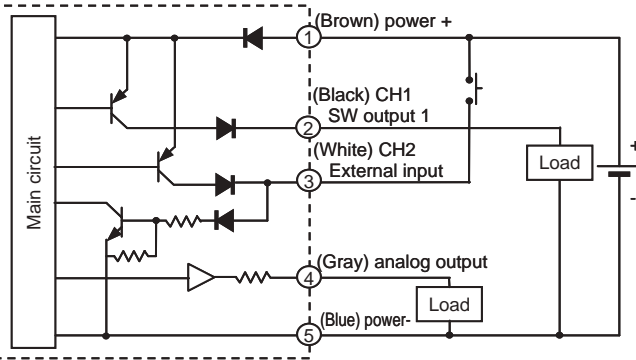 (Brown) power +
1
(Black) CH1
SW output 1
2
(White) CH2
External input
3
Main circuit
Load
+
-
(Gray) analog output
4
Load
(Blue) power-
5